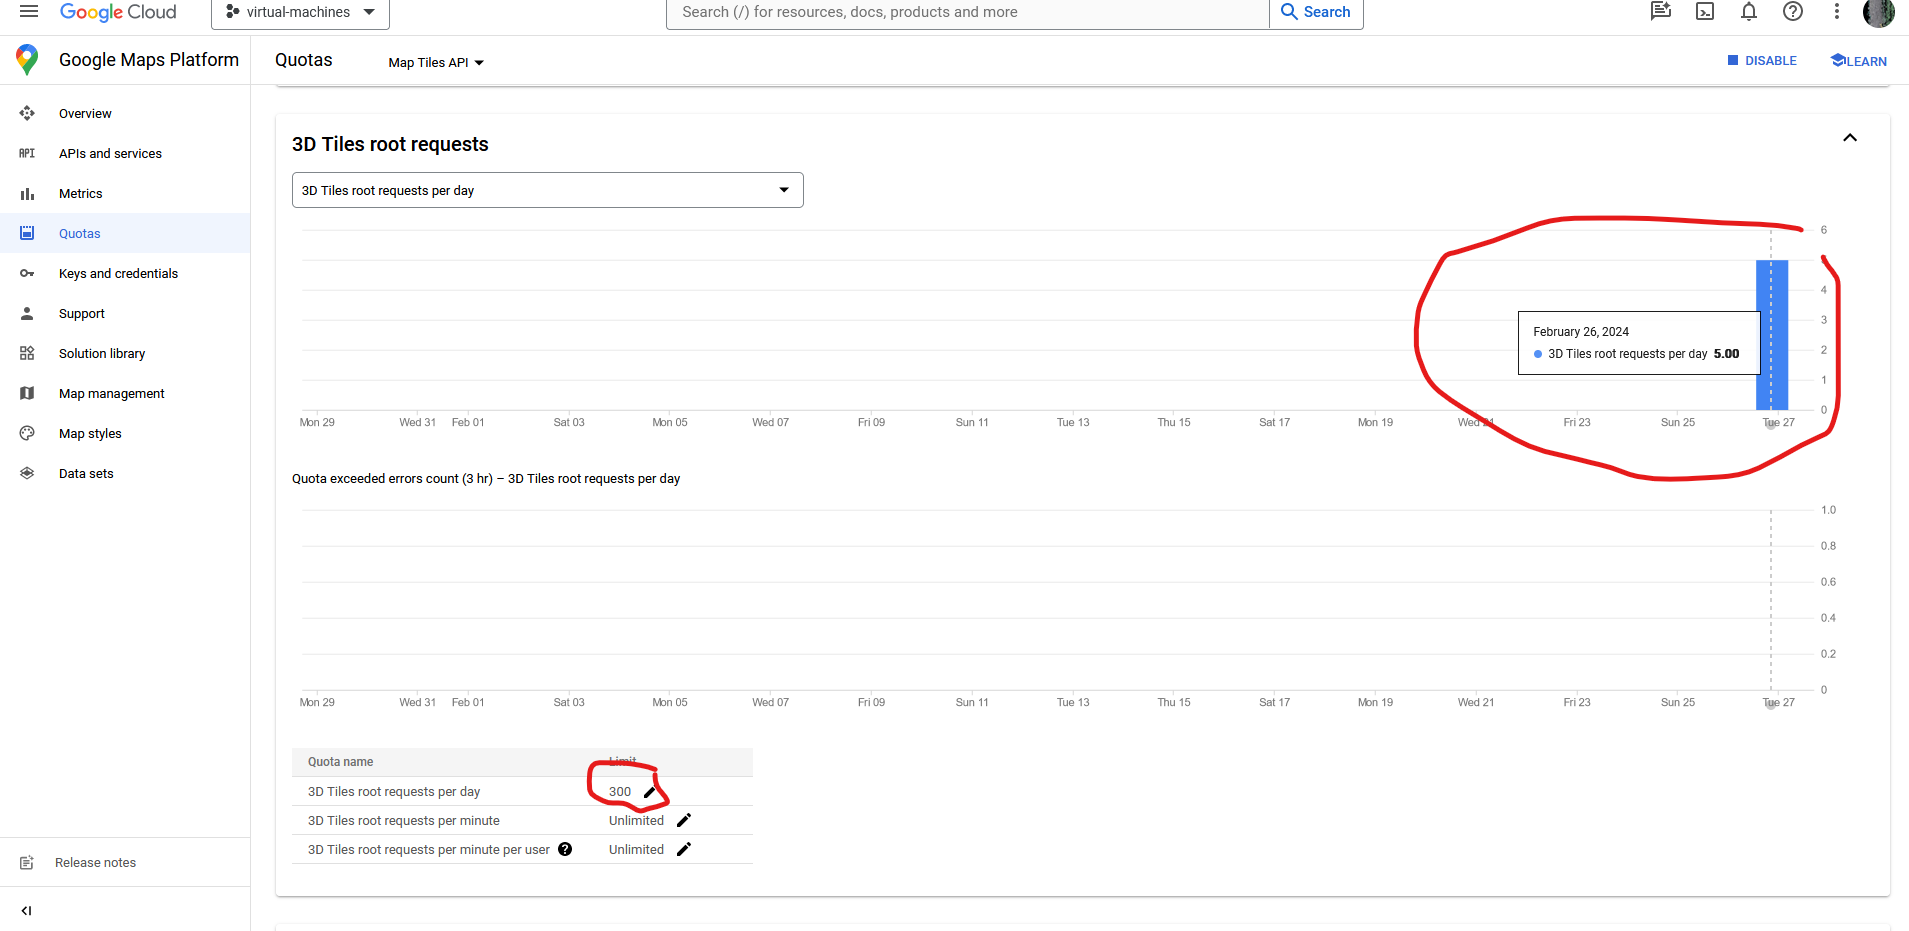 Google Cloud
virtual-machines
Search (/) for resources, docs, products and more
Search
Google Maps Platform
Quotas
Map Tiles API
DISABLE
LEARN
Overview
API
APIs and services
Metrics
Quotas
Keys and credentials
Support
Solution library
Map management
Map styles
Data sets
Release notes
3D Tiles root requests
3D Tiles root requests per day
6
4
3
2
1
0
February 26, 2024
3D Tiles root requests per day 5.00
Mon 29 Wed 31 Feb 01 Sat 03 Mon 05 Wed 07 Fri 09 Sun 11 Tue 13 Thu 15 Sat 17 Mon 19 Wed 21 Fri 23 Sun 25 Tue 27
Quota exceeded errors count (3 hr) – 3D Tiles root requests per day
1.0
0.8
0.6
0.4
0.2
0
Mon 29 Wed 31 Feb 01 Sat 03 Mon 05 Wed 07 Fri 09 Sun 11 Tue 13 Thu 15 Sat 17 Mon 19 Wed 21 Fri 23 Sun 25 Tue 27
Quota name Limit
3D Tiles root requests per day 300
3D Tiles root requests per minute Unlimited
3D Tiles root requests per minute per user Unlimited